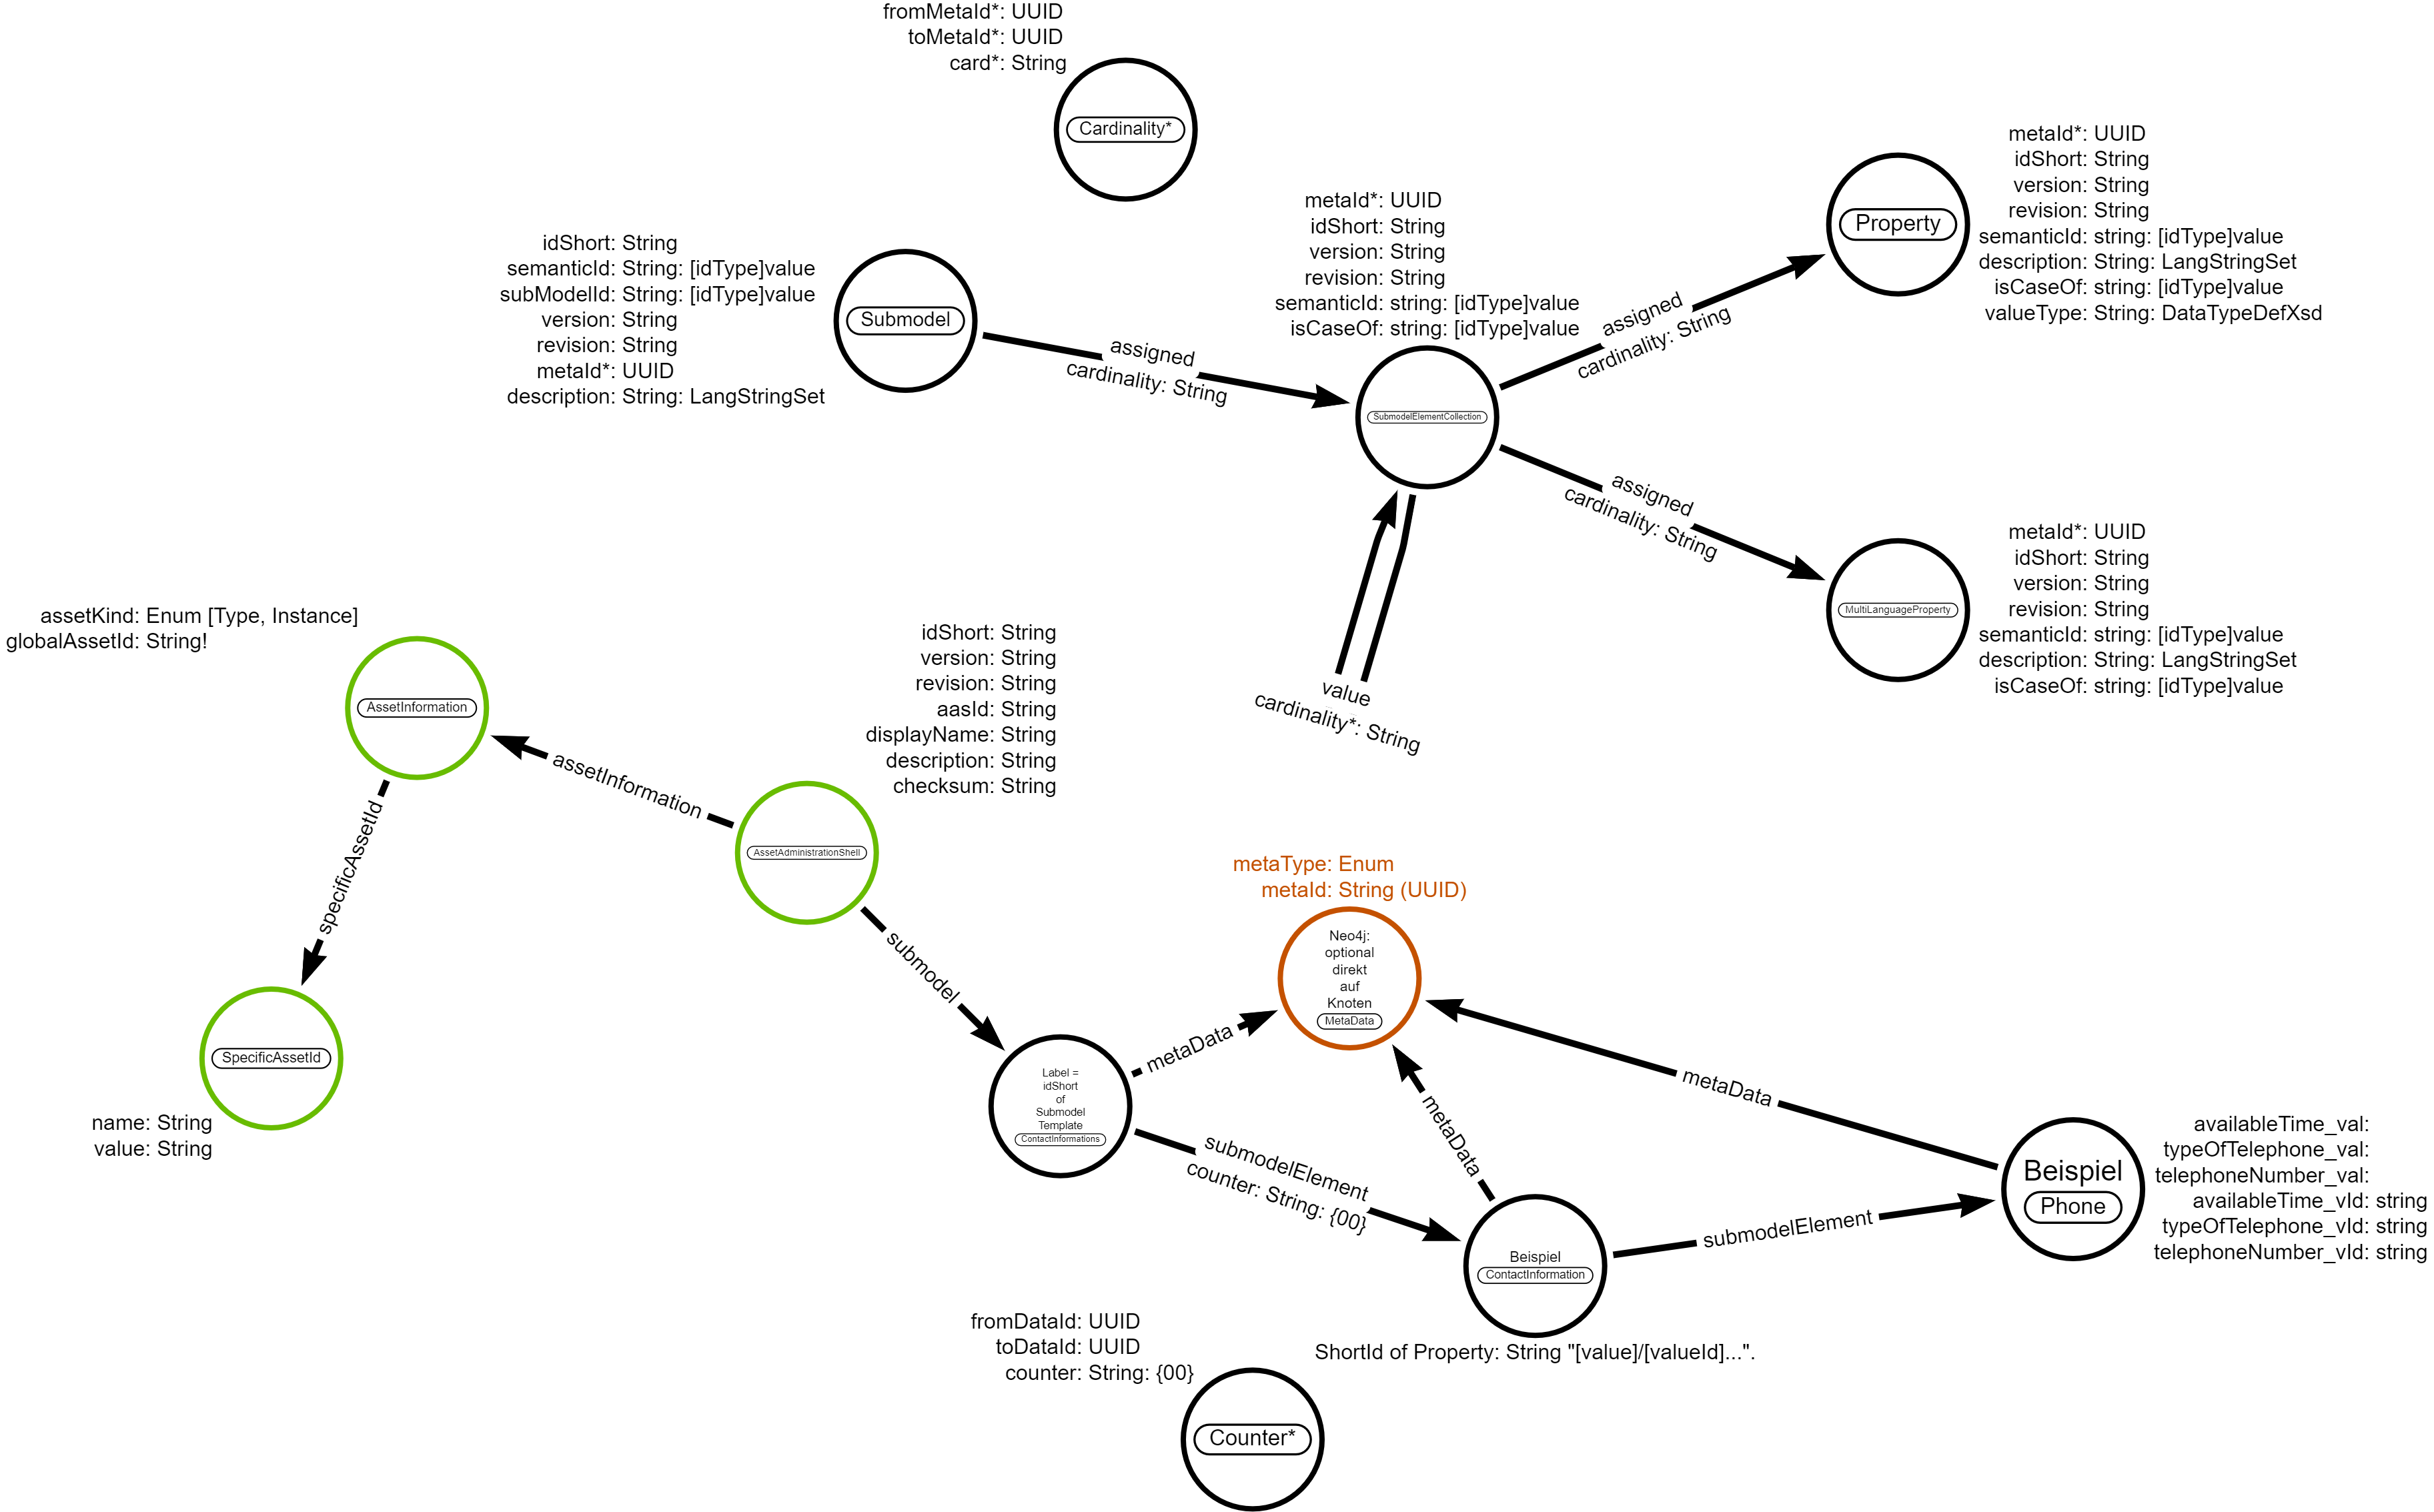 fromMetaId*: UUID
toMetaId*: UUID
card*: String
Cardinality*
metaId*: UUID
idShort: String
version: String
revision: String
semanticId: string: [idType]value
description: String: LangStringSet
isCaseOf: string: [idType]value
valueType: String: DataTypeDefXsd
Property
metaId*: UUID
idShort: String
version: String
revision: String
semanticId: string: [idType]value
isCaseOf: string: [idType]value
SubmodelElementCollection
idShort: String
semanticId: String: [idType]value
subModelId: String: [idType]value
version: String
revision: String
metaId*: UUID
description: String: LangStringSet
Submodel
assigned
cardinality: String
assigned
cardinality: String
assigned
cardinality: String
value
cardinality*: String
metaId*: UUID
idShort: String
version: String
revision: String
semanticId: string: [idType]value
description: String: LangStringSet
isCaseOf: string: [idType]value
MultiLanguageProperty
assetKind: Enum [Type, Instance]
globalAssetId: String!
AssetInformation
idShort: String
version: String
revision: String
aasId: String
displayName: String
description: String
checksum: String
AssetAdministrationShell
assetInformation
specificAssetId
SpecificAssetId
name: String
value: String
submodel
metaType: Enum
metaId: String (UUID)
Neo4j:
optional
direkt
auf
Knoten
MetaData
metaData
metaData
metaData
Label =
idShort
of
Submodel
Template
ContactInformations
submodelElement
counter: String: {00}
Beispiel
ContactInformation
ShortId of Property: String "[value]/[valueId]...".
submodelElement
Beispiel
Phone
availableTime_val:
typeOfTelephone_val:
telephoneNumber_val:
availableTime_vId: string
typeOfTelephone_vId: string
telephoneNumber_vId: string
fromDataId: UUID
toDataId: UUID
counter: String: {00}
Counter*